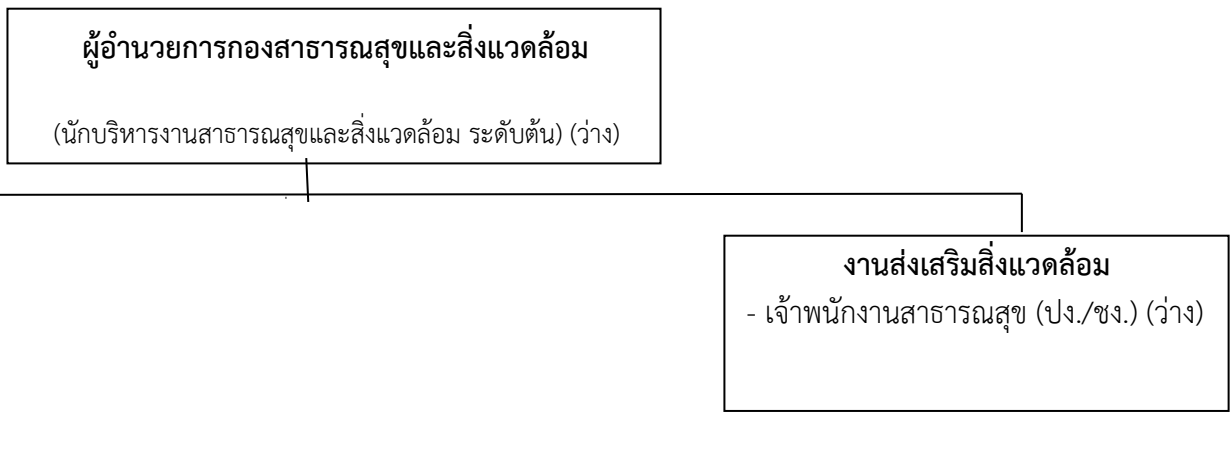 ผู้อำนวยการกองสาธารณสุขและสิ่งแวดล้อม
(นักบริหารงานสาธารณสุขและสิ่งแวดล้อม ระดับต้น) (ว่าง)
งานส่งเสริมสิ่งแวดล้อม
- เจ้าพนักงานสาธารณสุข (ปง./ชง.) (ว่าง)